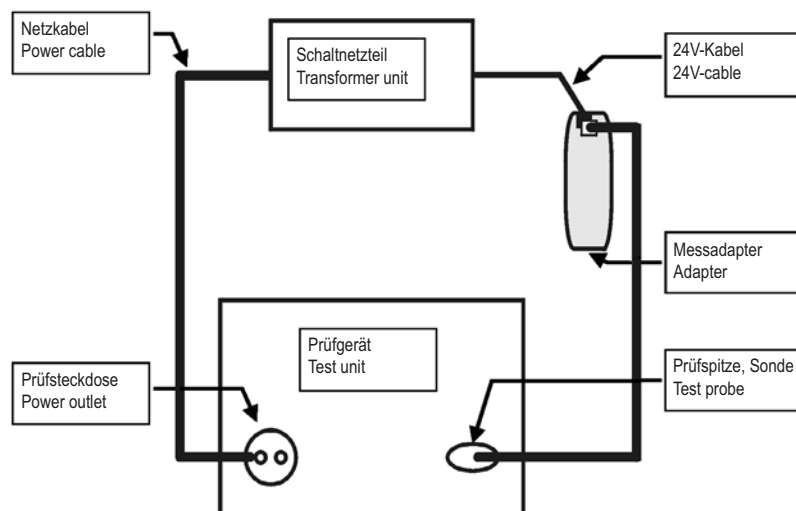 Netzkabel
Power cable
Schaltnetzteil
Transformer unit
24V-Kabel
24V-cable
Messadapter
Adapter
Prüfgerät
Test unit
Prüfsteckdose
Power outlet
Prüfspitze, Sonde
Test probe